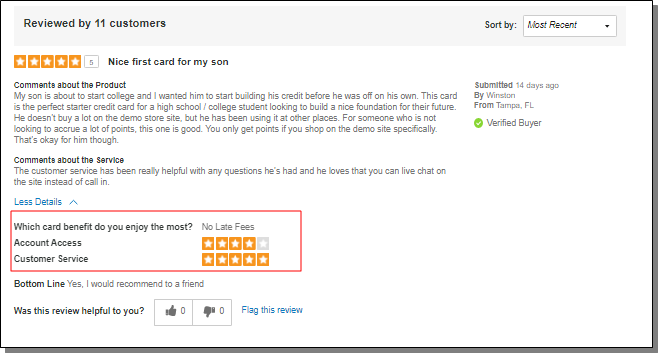 Reviewed by 11 customers
Sort by: Most Recent
5 Nice first card for my son
Comments about the Product
My son is about to start college and I wanted him to start building his credit before he was off on his own. This card
is the perfect starter credit card for a high school / college student looking to build a nice foundation for their future.
He doesn't buy a lot on the demo store site, but he has been using it at other places. For someone who is not
looking to accrue a lot of points, this one is good. You only get points if you shop on the demo site specifically.
That's okay for him though.
Submitted 14 days ago
By Winston
From Tampa, FL
Verified Buyer
Comments about the Service
The customer service has been really helpful with any questions he's had and he loves that you can live chat on
the site instead of call in.
Less Details
Which card benefit do you enjoy the most? No Late Fees
Account Access
Customer Service
Bottom Line Yes, I would recommend to a friend
Was this review helpful to you? 0 0 Flag this review